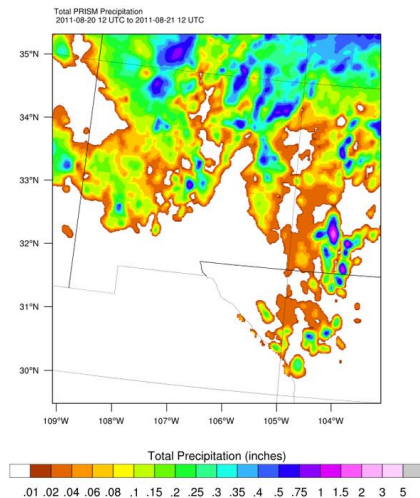 Total PRISM Precipitation
2011-08-20 12 UTC to 2011-08-21 12 UTC
35°N
34°N
33°N
32°N
31°N
30°N
109°W 108°W 107°W 106°W 105°W 104°W
Total Precipitation (inches)
.01 .02 .04 .06 .08 .1 .15 .2 .25 .3 .35 .4 .5 .75 1 1.5 2 3 5